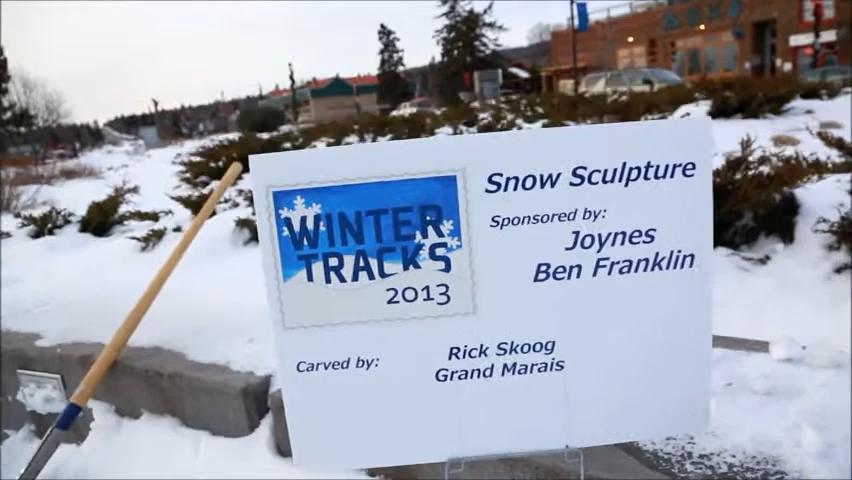 WINTER
TRACKS
2013
Snow Sculpture
Sponsored by:
Joynes
Ben Franklin
Carved by:
Rick Skoog
Grand Marais